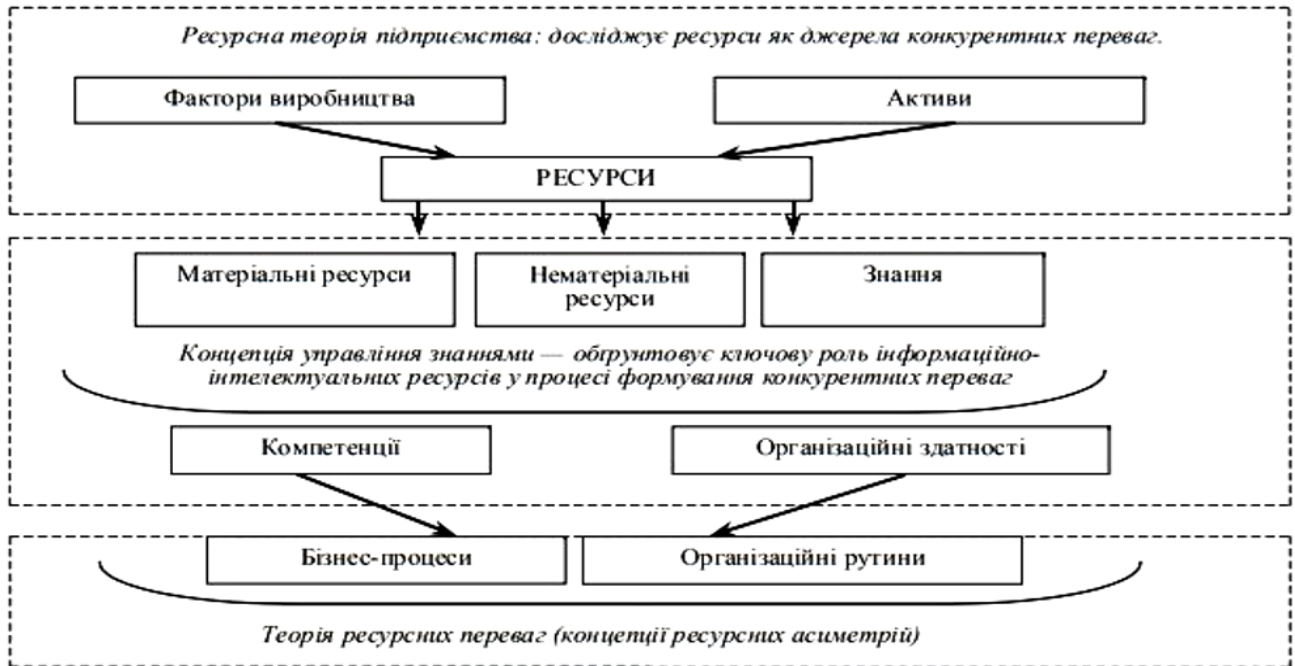 Ресурсна теорія підприємства: досліджує ресурси як джерела конкурентних переваг.
Фактори виробництва
Активи
РЕСУРСИ
Матеріальні ресурси
Нематеріальні
ресурси
Знання
Концепція управління знаннями — обґрунтовує ключову роль інформаційно-
інтелектуальних ресурсів у процесі формування конкурентних переваг
Компетенції
Організаційні здатності
Бізнес-процеси
Організаційні рутини
Теорія ресурсних переваг (концепції ресурсних асиметрій)